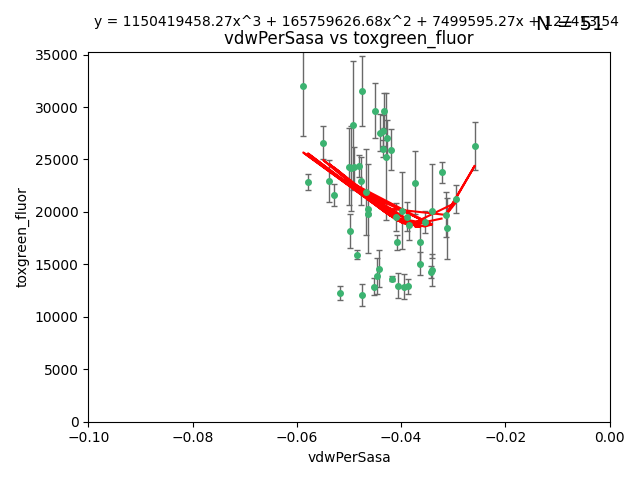 y = 1150419458.27x^3 + 165759626.68x^2 + 7499595.27x +
N = 51
vdwPerSasa vs toxgreen_fluor
35000
30000
25000
20000
15000
10000
5000
0
toxgreen_fluor
−0.10
−0.08
−0.06
−0.04
−0.02
0.00
vdwPerSasa